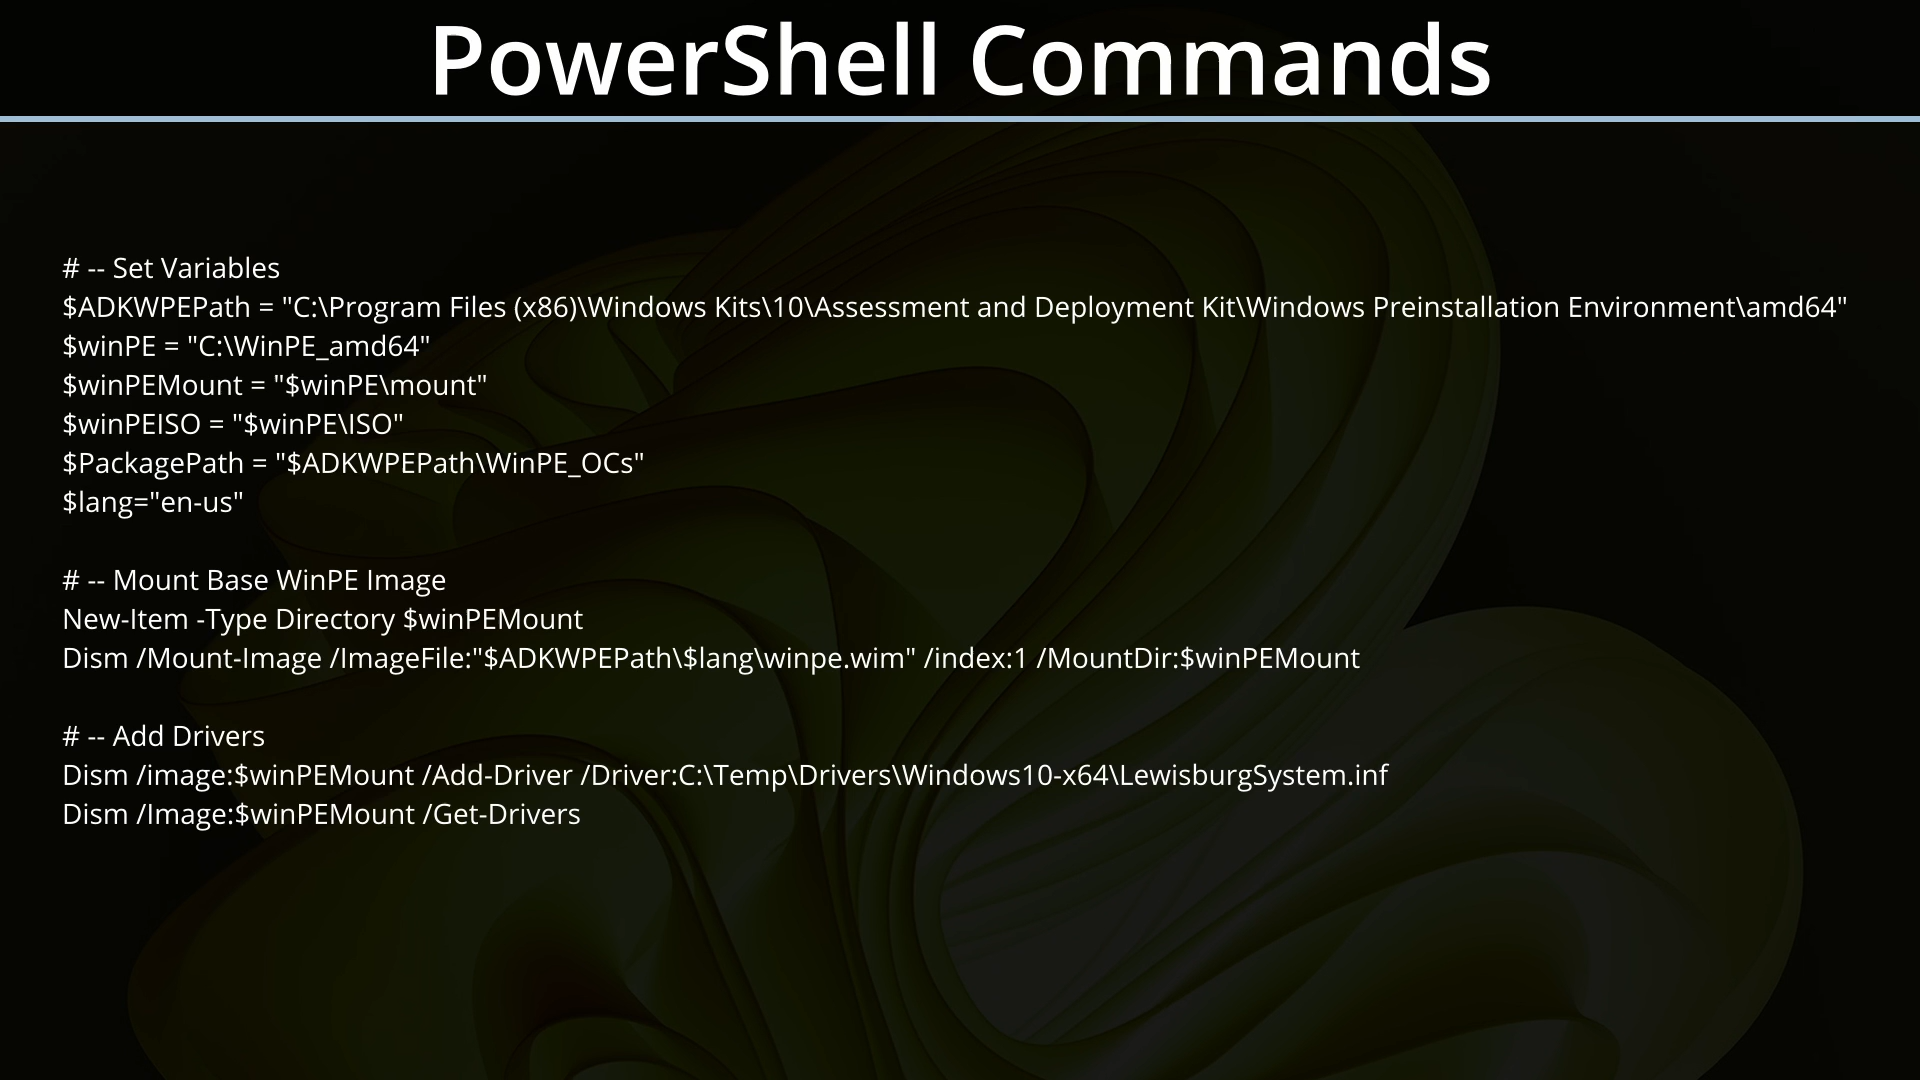 PowerShell Commands
# -- Set Variables
$ADKWPEPath = "C:\Program Files (x86)\Windows Kits\10\Assessment and Deployment Kit\Windows Preinstallation Environment\amd64"
$winPE = "C:\WinPE_amd64"
$winPEMount = "$winPE\mount"
$winPEISO = "$winPE\ISO"
$PackagePath = "$ADKWPEPath\WinPE_OCs"
$lang="en-us"
# -- Mount Base WinPE Image
New-Item -Type Directory $winPEMount
Dism /Mount-Image /ImageFile:"$ADKWPEPath\$lang\winpe.wim" /index:1 /MountDir:$winPEMount
# -- Add Drivers
Dism /image:$winPEMount /Add-Driver /Driver:C:\Temp\Drivers\Windows10-x64\LewisburgSystem.inf
Dism /Image:$winPEMount /Get-Drivers